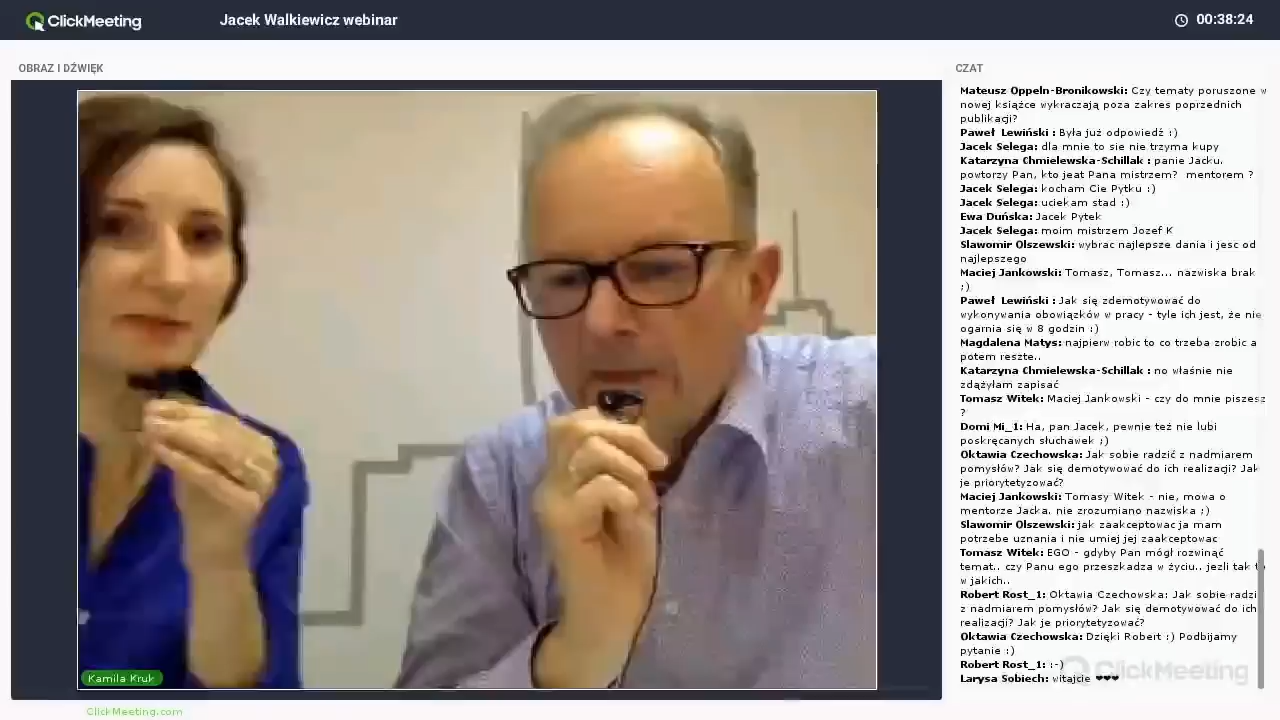 ClickMeeting
Jacek Walkiewicz webinar
00:38:24
OBRAZ I DŹWIĘK
CZAT
Mateusz Oppeln-Bronikowski: Czy tematy poruszone w
nowej książce wykraczają poza zakres poprzednich
publikacji?
Paweł Lewiński : Była już odpowiedź :)
Jacek Selega: dla mnie to sie nie trzyma kupy
Katarzyna Chmielewska-Schillak : panie Jacku.
powtorzy Pan, kto jeat Pana mistrzem? mentorem ?
Jacek Selega: kocham Cie Pytku :)
Jacek Selega: uciekam stad :)
Ewa Duńska: Jacek Pytek
Jacek Selega: moim mistrzem Jozef K
Slawomir Olszewski: wybrac najlepsze dania i jesc od
najlepszego
Maciej Jankowski: Tomasz, Tomasz... nazwiska brak
;)
Paweł Lewiński : Jak się zdemotywować do
wykonywania obowiązków w pracy - tyle ich jest, że nie
ogarnia się w 8 godzin :)
Magdalena Matys: najpierw robic to co trzeba zrobic a
potem reszte..
Katarzyna Chmielewska-Schillak : no właśnie nie
zdążyłam zapisać
Tomasz Witek: Maciej Jankowski - czy do mnie piszesz
?
Domi Mi_1: Ha, pan Jacek, pewnie też nie lubi
poskręcanych słuchawek ;)
Oktawia Czechowska: Jak sobie radzić z nadmiarem
pomysłów? Jak się demotywować do ich realizacji? Jak
je priorytetyzować?
Maciej Jankowski: Tomasy Witek - nie, mowa o
mentorze Jacka. nie zrozumiano nazwiska ;)
Slawomir Olszewski: jak zaakceptowac ja mam
potrzebe uznania i nie umiej jej zaakceptowac
Tomasz Witek: EGO - gdyby Pan mógł rozwinąć
temat.. czy Panu ego przeszkadza w życiu.. jezli tak to
w jakich..
Robert Rost_1: Oktawia Czechowska: Jak sobie radzi
z nadmiarem pomysłów? Jak się demotywować do ich
realizacji? Jak je priorytetyzować?
Oktawia Czechowska: Dzięki Robert :) Podbijamy
pytanie :)
Robert Rost_1: :-)
Larysa Sobiech: witajcie ❤❤❤
ClickMeeting
Kamila Kruk
ClickMeeting.com